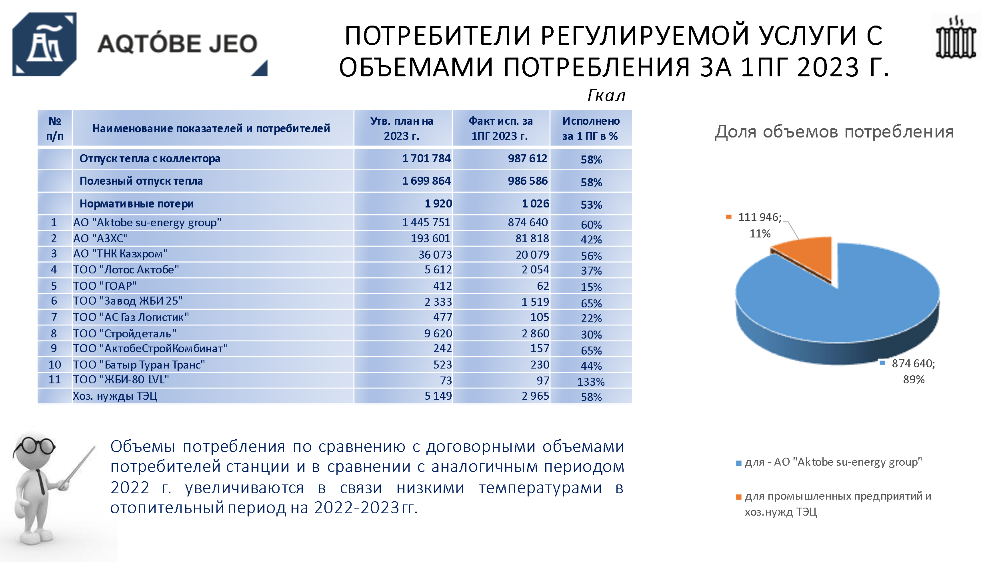 AQTÓBE JEO
ПОТРЕБИТЕЛИ РЕГУЛИРУЕМОЙ УСЛУГИ С
ОБЪЕМАМИ ПОТРЕБЛЕНИЯ ЗА 1ПГ 2023 Г.
Гкал
№ п/п Наименование показателей и потребителей Утв. план на 2023 г. Факт исп. за 1ПГ 2023 г. Исполнено за 1 ПГ в %
Отпуск тепла с коллектора 1 701 784 987 612 58%
Полезный отпуск тепла 1 699 864 986 586 58%
Нормативные потери 1 920 1 026 53%
1 АО "Aktobe su-energy group" 1 445 751 874 640 60%
2 АО "АЗХС" 193 601 81 818 42%
3 АО "ТНК Казхром" 36 073 20 079 56%
4 ТОО "Лотос Актобе" 5 612 2 054 37%
5 ТОО "ГОАР" 412 62 15%
6 ТОО "Завод ЖБИ 25" 2 333 1 519 65%
7 ТОО "АС Газ Логистик" 477 105 22%
8 ТОО "Стройдеталь" 9 620 2 860 30%
9 ТОО "АктобеСтройКомбинат" 242 157 65%
10 ТОО "Батыр Туран Транс" 523 230 44%
11 ТОО "ЖБИ-80 LVL" 73 97 133%
Хоз. нужды ТЭЦ 5 149 2 965 58%
Доля объемов потребления
111 946;
11%
874 640;
89%
для - АО "Aktobe su-energy group"
для промышленных предприятий и
хоз.нужд ТЭЦ
Объемы потребления по сравнению с договорными объемами
потребителей станции и в сравнении с аналогичным периодом
2022 г. увеличиваются в связи низкими температурами в
отопительный период на 2022-2023 гг.